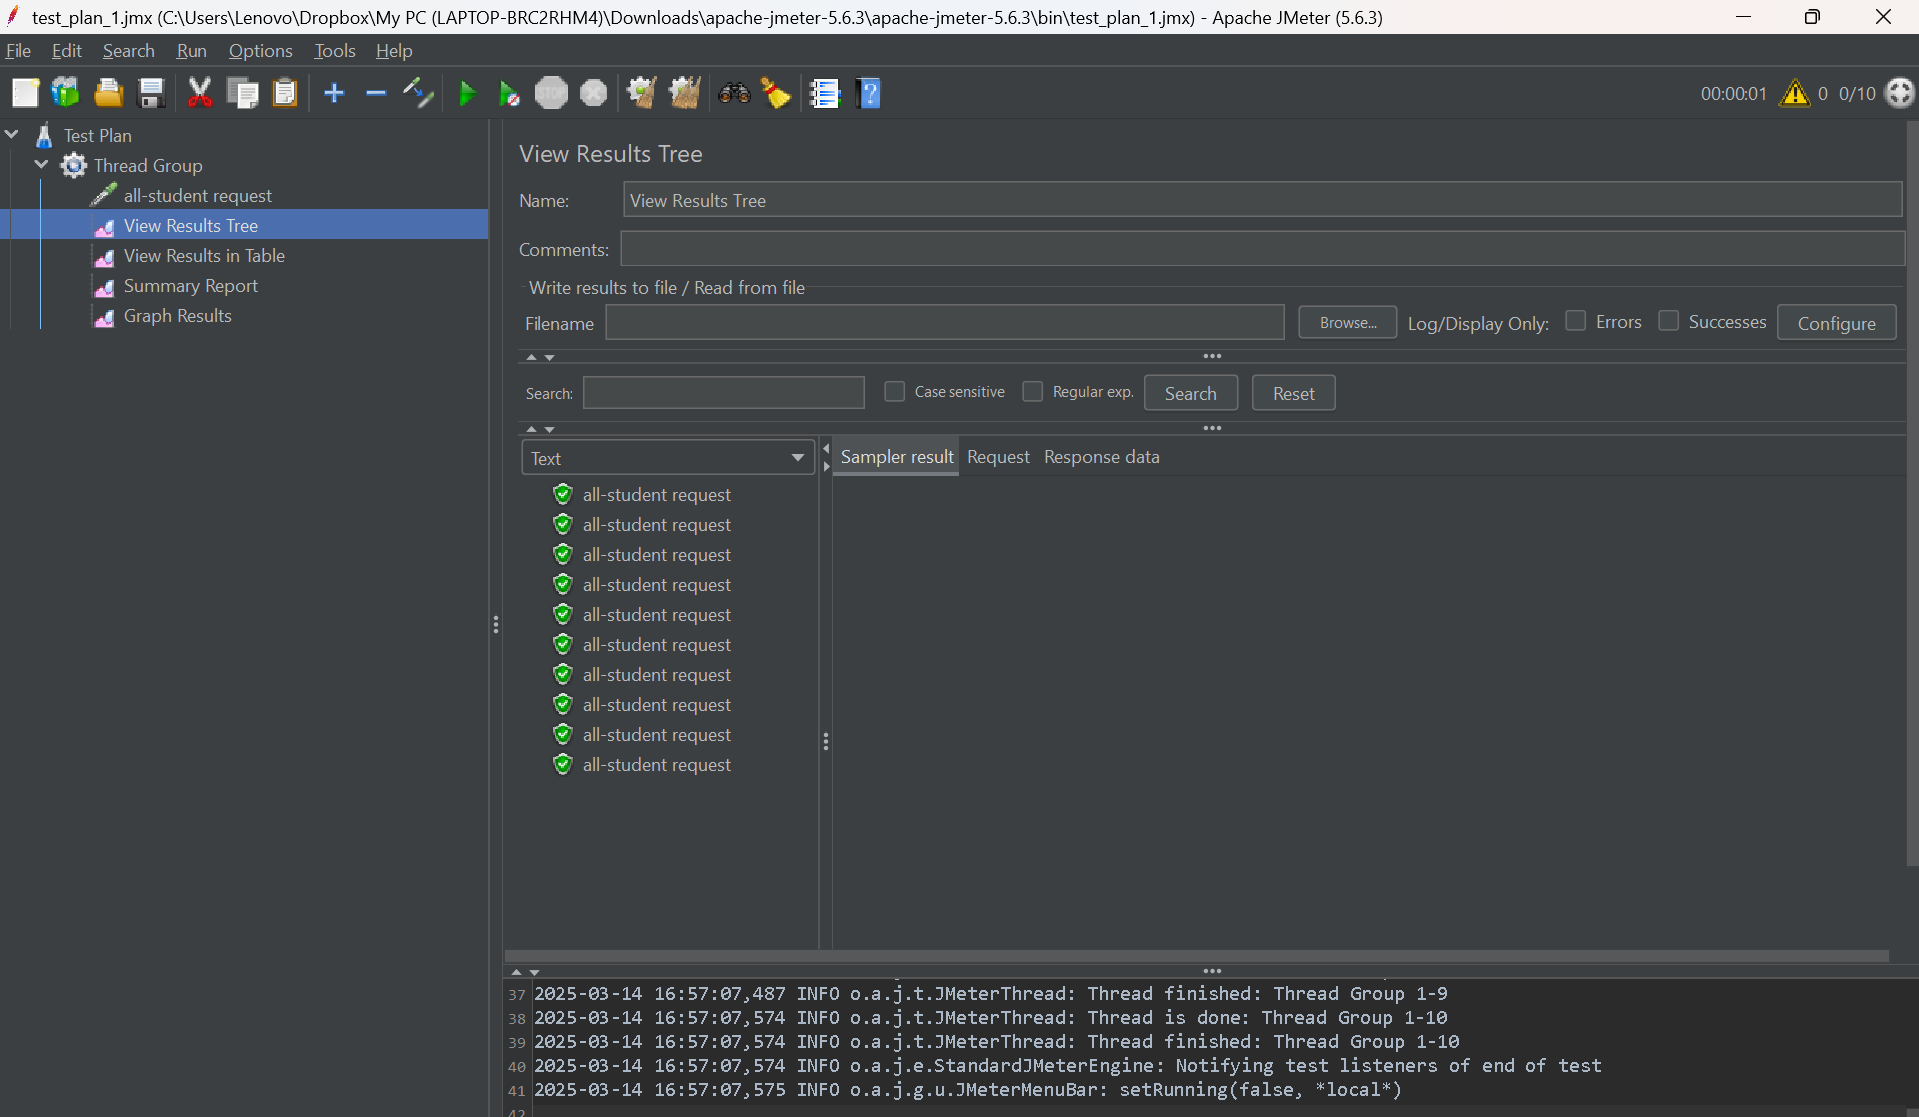 test_plan_1.jmx (C:\Users\Lenovo\Dropbox\My PC (LAPTOP-BRC2RHM4)\Downloads\apache-jmeter-5.6.3\apache-jmeter-5.6.3\bin\test_plan_1.jmx) - Apache JMeter (5.6.3)
File Edit Search Run Options Tools Help
STOP ? 00:00:01 0 0/10
Test Plan
Thread Group
all-student request
View Results Tree
View Results in Table
Summary Report
Graph Results
View Results Tree
Name: View Results Tree
Comments:
Write results to file / Read from file
Filename Browse... Log/Display Only: Errors Successes Configure
Search: Case sensitive Regular exp. Search Reset
Text
Sampler result Request Response data
all-student request
all-student request
all-student request
all-student request
all-student request
all-student request
all-student request
all-student request
all-student request
all-student request
37 2025-03-14 16:57:07,487 INFO o.a.j.t.JMeterThread: Thread finished: Thread Group 1-9
38 2025-03-14 16:57:07,574 INFO o.a.j.t.JMeterThread: Thread is done: Thread Group 1-10
39 2025-03-14 16:57:07,574 INFO o.a.j.t.JMeterThread: Thread finished: Thread Group 1-10
40 2025-03-14 16:57:07,574 INFO o.a.j.e.StandardJMeterEngine: Notifying test listeners of end of test
41 2025-03-14 16:57:07,575 INFO o.a.j.g.u.JMeterMenuBar: setRunning(false, *local*)
42